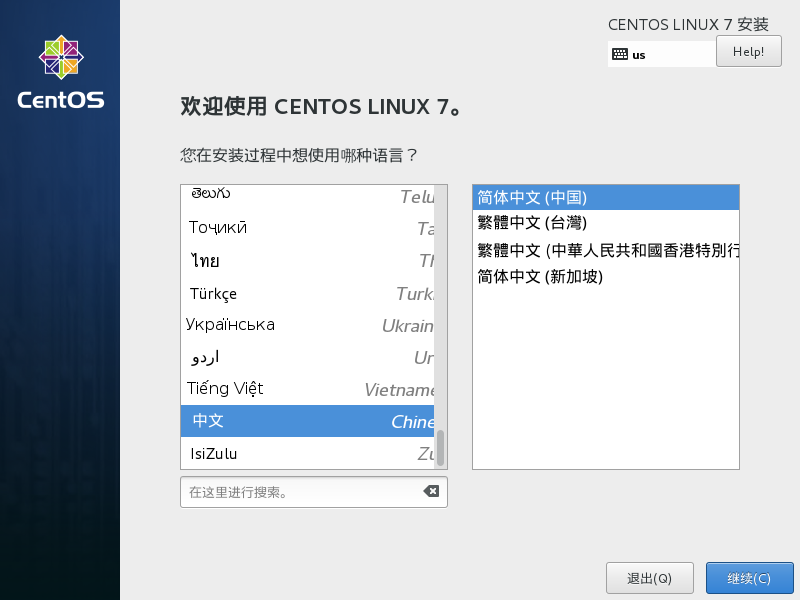 CentOS
CENTOS LINUX 7 安装
us
Help!
欢迎使用 CENTOS LINUX 7。
您在安装过程中想使用哪种语言？
తెలుగు Telu
Тоҷикӣ Ta
ไทย Th
Türkçe Turk
Українська Ukrain
اردو Ur
Tiếng Việt Vietname
中文 Chine
IsiZulu Zu
在这里进行搜索。
简体中文 (中国)
繁體中文 (台灣)
繁體中文 (中華人民共和國香港特別行
简体中文 (新加坡)
退出(Q)
继续(C)